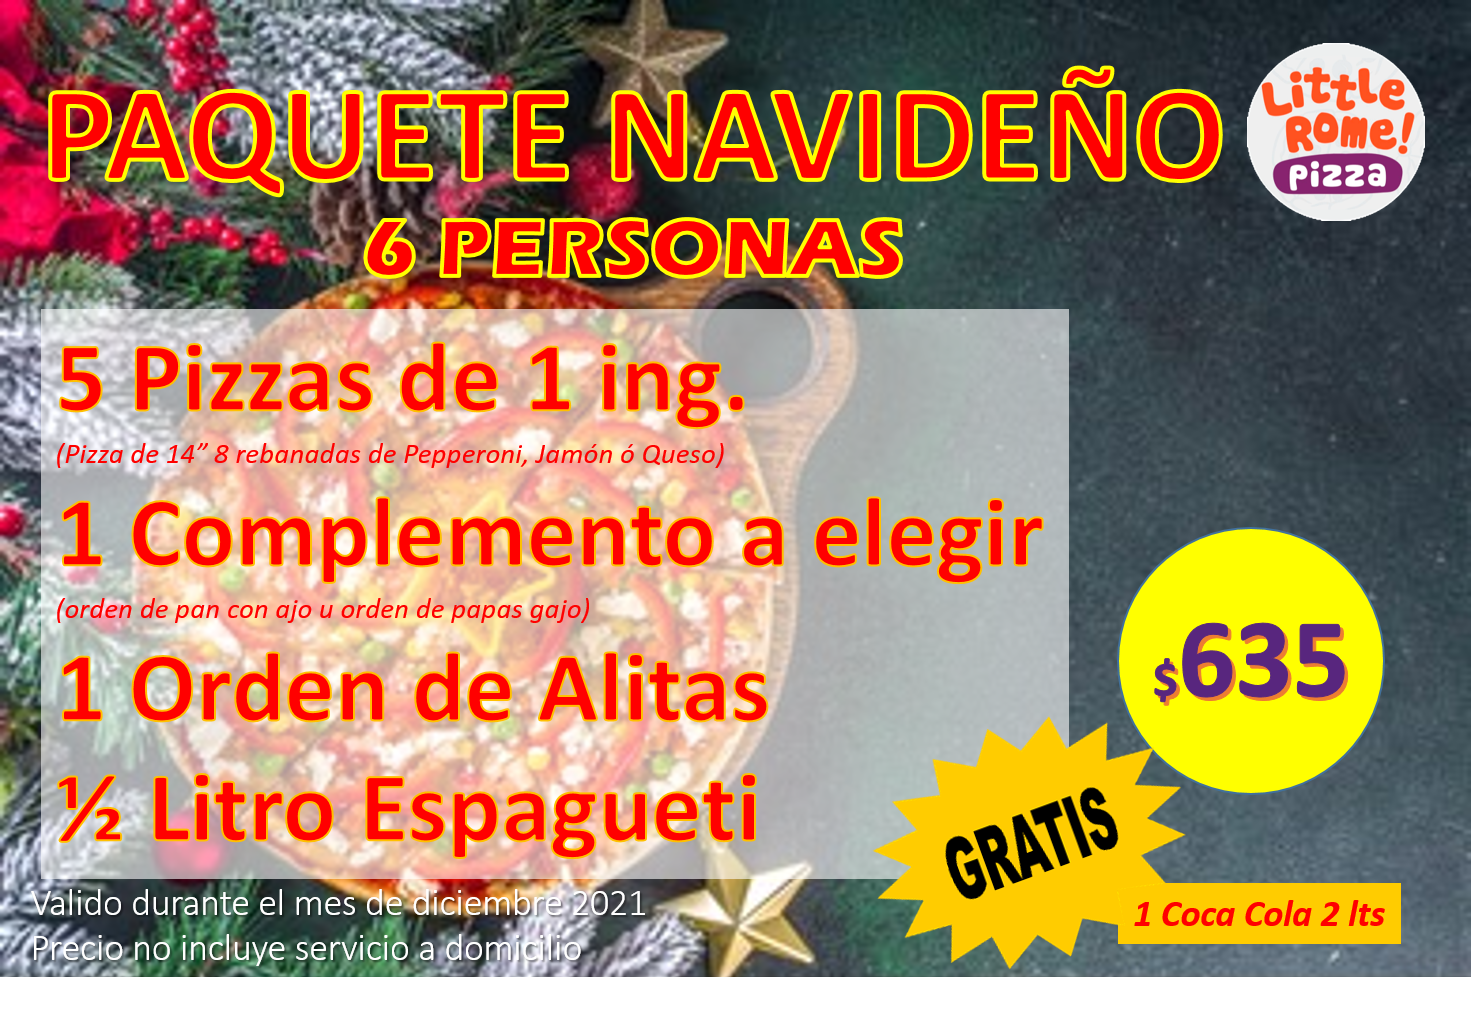 PAQUETE NAVIDEÑO
Little
Rome!
pizza
6 PERSONAS
5 Pizzas de 1 ing.
(Pizza de 14” 8 rebanadas de Pepperoni, Jamón ó Queso)
1 Complemento a elegir
(orden de pan con ajo u orden de papas gajo)
1 Orden de Alitas
½ Litro Espagueti
$635
GRATIS
1 Coca Cola 2 lts
Valido durante el mes de diciembre 2021
Precio no incluye servicio a domicilio